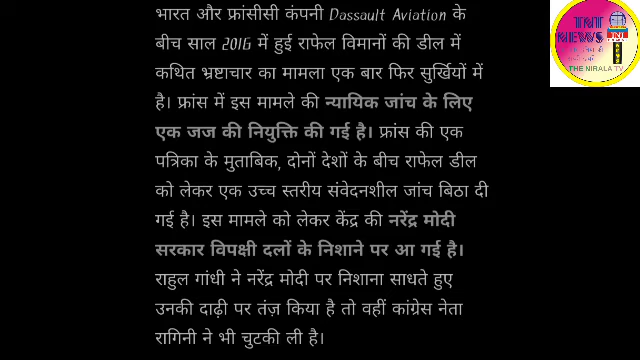 भारत और फ्रांसीसी कंपनी Dassault Aviation के
बीच साल 2016 में हुई राफेल विमानों की डील में
कथित भ्रष्टाचार का मामला एक बार फिर सुर्खियों में
है। फ्रांस में इस मामले की न्यायिक जांच के लिए
एक जज की नियुक्ति की गई है। फ्रांस की एक
पत्रिका के मुताबिक, दोनों देशों के बीच राफेल डील
को लेकर एक उच्च स्तरीय संवेदनशील जांच बिठा दी
गई है। इस मामले को लेकर केंद्र की नरेंद्र मोदी
सरकार विपक्षी दलों के निशाने पर आ गई है।
राहुल गांधी ने नरेंद्र मोदी पर निशाना साधते हुए
उनकी दाढ़ी पर तंज़ किया है तो वहीं कांग्रेस नेता
रागिनी ने भी चुटकी ली है।
TNT
NEWS
THE NIRALA TV